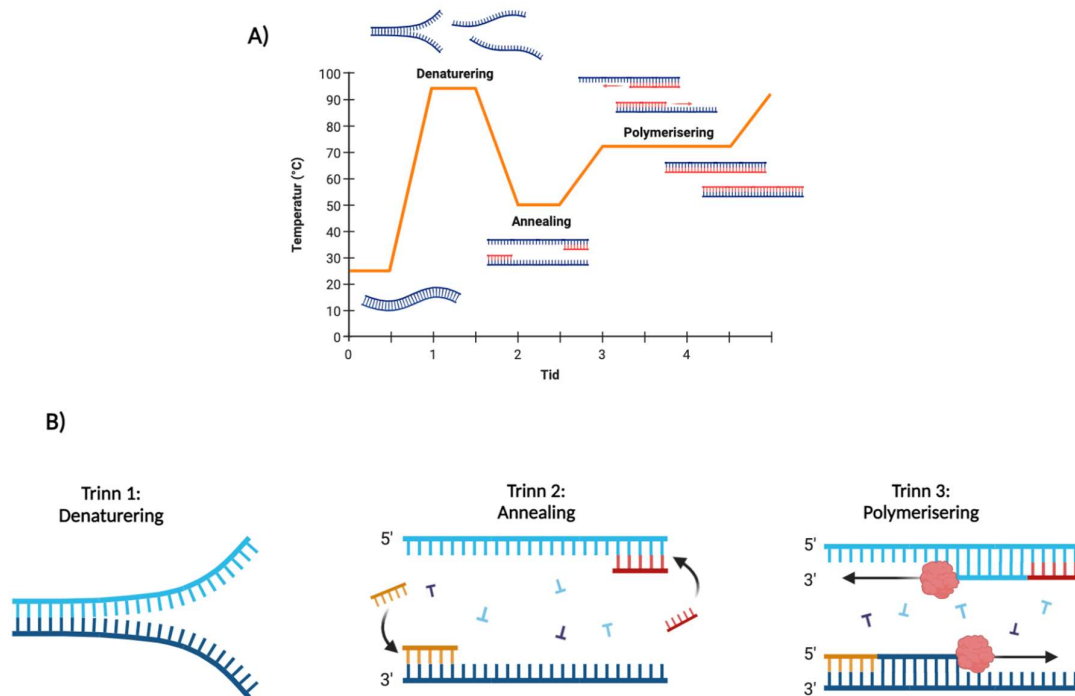 A)
Denaturering
100
90
80
70
60
50
40
30
20
10
0
Temperatur (°C)
Polymerisering
Annealing
0 1 2 3 4
Tid
B)
Trinn 1:
Denaturering
Trinn 2:
Annealing
5'
3'
Trinn 3:
Polymerisering
5'
3'
5'
3'